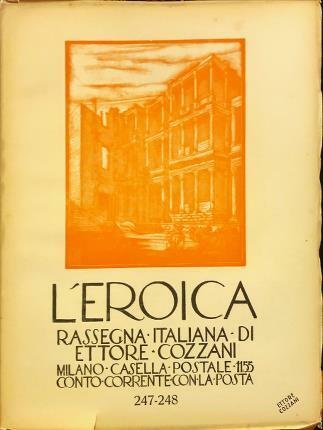 L'EROICA
RASSEGNA·ITALIANA·DI
ETTORE·COZZANI
MILANO·CASELLA·POSTALE·1155
CONTO·CORRENTE·CON·LA·POSTA
247-248
ETTORE
COZZANI